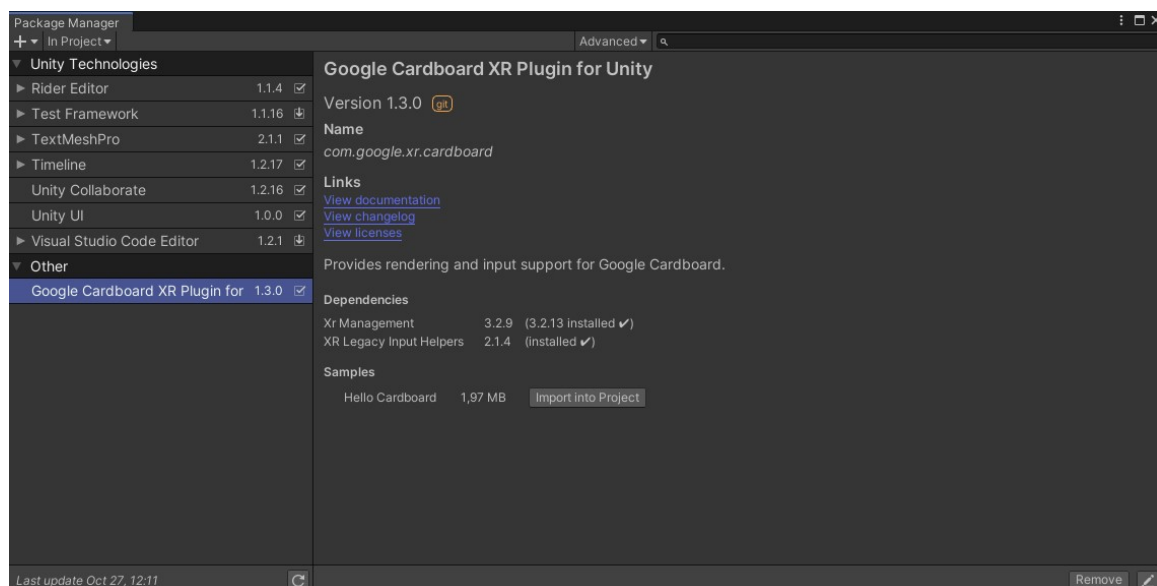 Package Manager
+ In Project
Advanced
Unity Technologies
Rider Editor 1.1.4
Test Framework 1.1.16
TextMeshPro 2.1.1
Timeline 1.2.17
Unity Collaborate 1.2.16
Unity UI 1.0.0
Visual Studio Code Editor 1.2.1
Other
Google Cardboard XR Plugin for 1.3.0
Last update Oct 27, 12:11
Google Cardboard XR Plugin for Unity
Version 1.3.0 git
Name
com.google.xr.cardboard
Links
View documentation
View changelog
View licenses
Provides rendering and input support for Google Cardboard.
Dependencies
Xr Management 3.2.9 (3.2.13 installed ✔)
XR Legacy Input Helpers 2.1.4 (installed ✔)
Samples
Hello Cardboard 1,97 MB Import into Project
Remove